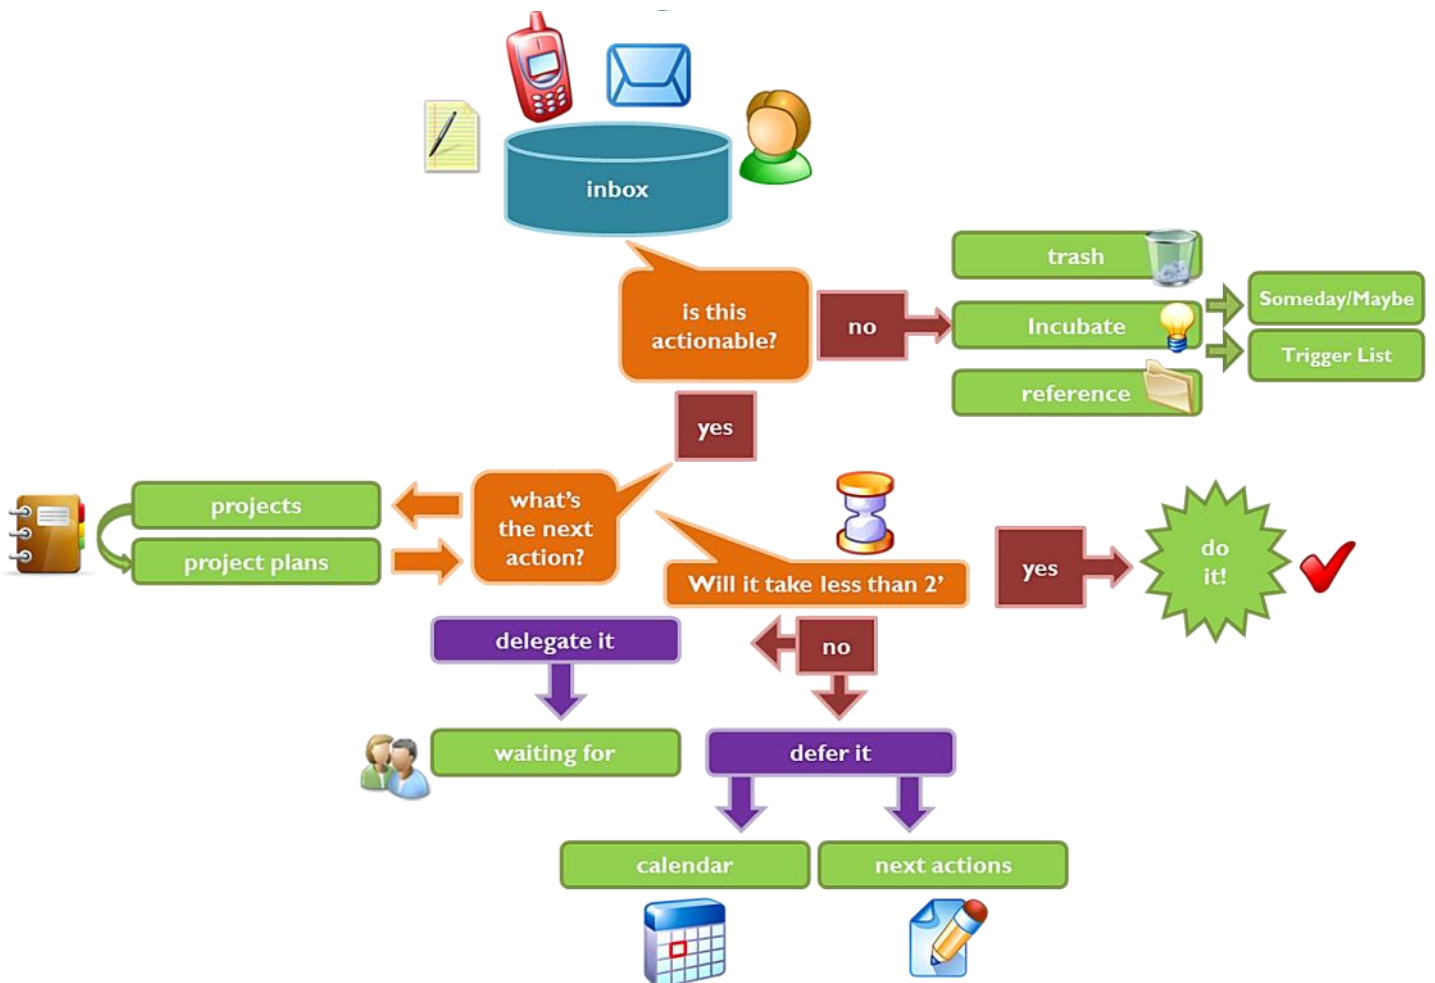 inbox
is this
actionable?
no
trash
Incubate
reference
Someday/Maybe
Trigger List
yes
projects
project plans
what's
the next
action?
Will it take less than 2'
yes
do
it!
delegate it
no
waiting for
defer it
calendar
next actions